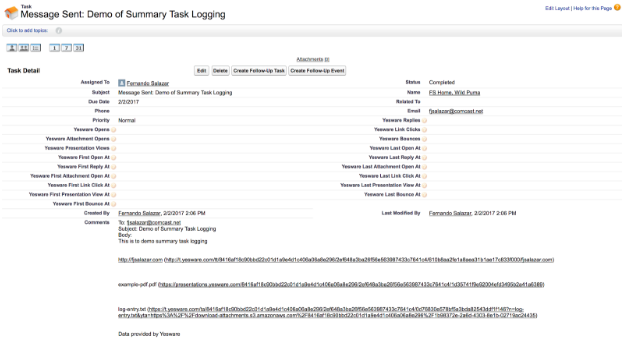 Task
Message Sent: Demo of Summary Task Logging
Edit Layout | Help for this Page
Click to add topics:
Attachments [0]
Task Detail
Edit Delete Create Follow-Up Task Create Follow-Up Event
Assigned To Fernando Salazar Status Completed
Subject Message Sent: Demo of Summary Task Logging Name FS Home, Wild Puma
Due Date 2/2/2017 Related To
Phone Email fjsalazar@comcast.net
Priority Normal Yesware Replies
Yesware Opens Yesware Link Clicks
Yesware Attachment Opens Yesware Bounces
Yesware Presentation Views Yesware Last Open At
Yesware First Open At Yesware Last Reply At
Yesware First Reply At Yesware Last Attachment Open At
Yesware First Attachment Open At Yesware Last Link Click At
Yesware First Link Click At Yesware Last Presentation View At
Yesware First Presentation View At Yesware Last Bounce At
Yesware First Bounce At
Created By Fernando Salazar, 2/2/2017 2:06 PM Last Modified By Fernando Salazar, 2/2/2017 2:06 PM
Comments To: fjsalazar@comcast.net
Subject: Demo of Summary Task Logging
Body:
This is to demo summary task logging
http://fjsalazar.com
example-pdf.pdf
log-entry.txt
Data provided by Yesware